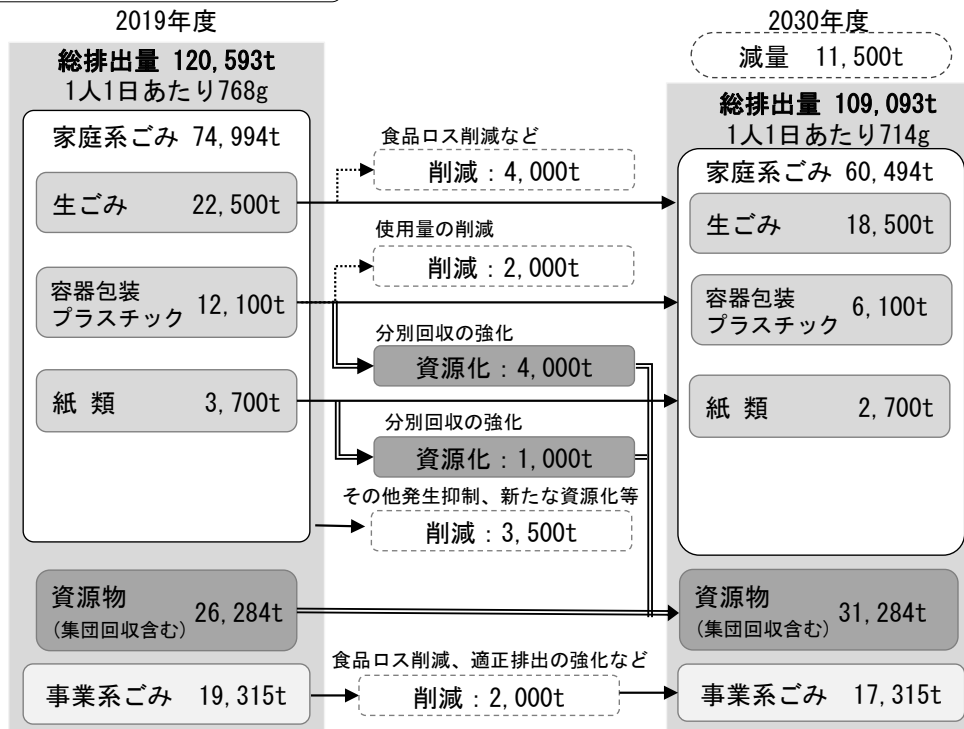 2019年度
総排出量 120,593t
1人1日あたり768g
家庭系ごみ 74,994t
生ごみ 22,500t
容器包装
プラスチック 12,100t
紙 類 3,700t
資源物
(集団回収含む) 26,284t
事業系ごみ 19,315t
食品ロス削減など
削減：4,000t
使用量の削減
削減：2,000t
分別回収の強化
資源化：4,000t
分別回収の強化
資源化：1,000t
その他発生抑制、新たな資源化等
削減：3,500t
食品ロス削減、適正排出の強化など
削減：2,000t
2030年度
減量 11,500t
総排出量 109,093t
1人1日あたり714g
家庭系ごみ 60,494t
生ごみ 18,500t
容器包装
プラスチック 6,100t
紙 類 2,700t
資源物
(集団回収含む) 31,284t
事業系ごみ 17,315t